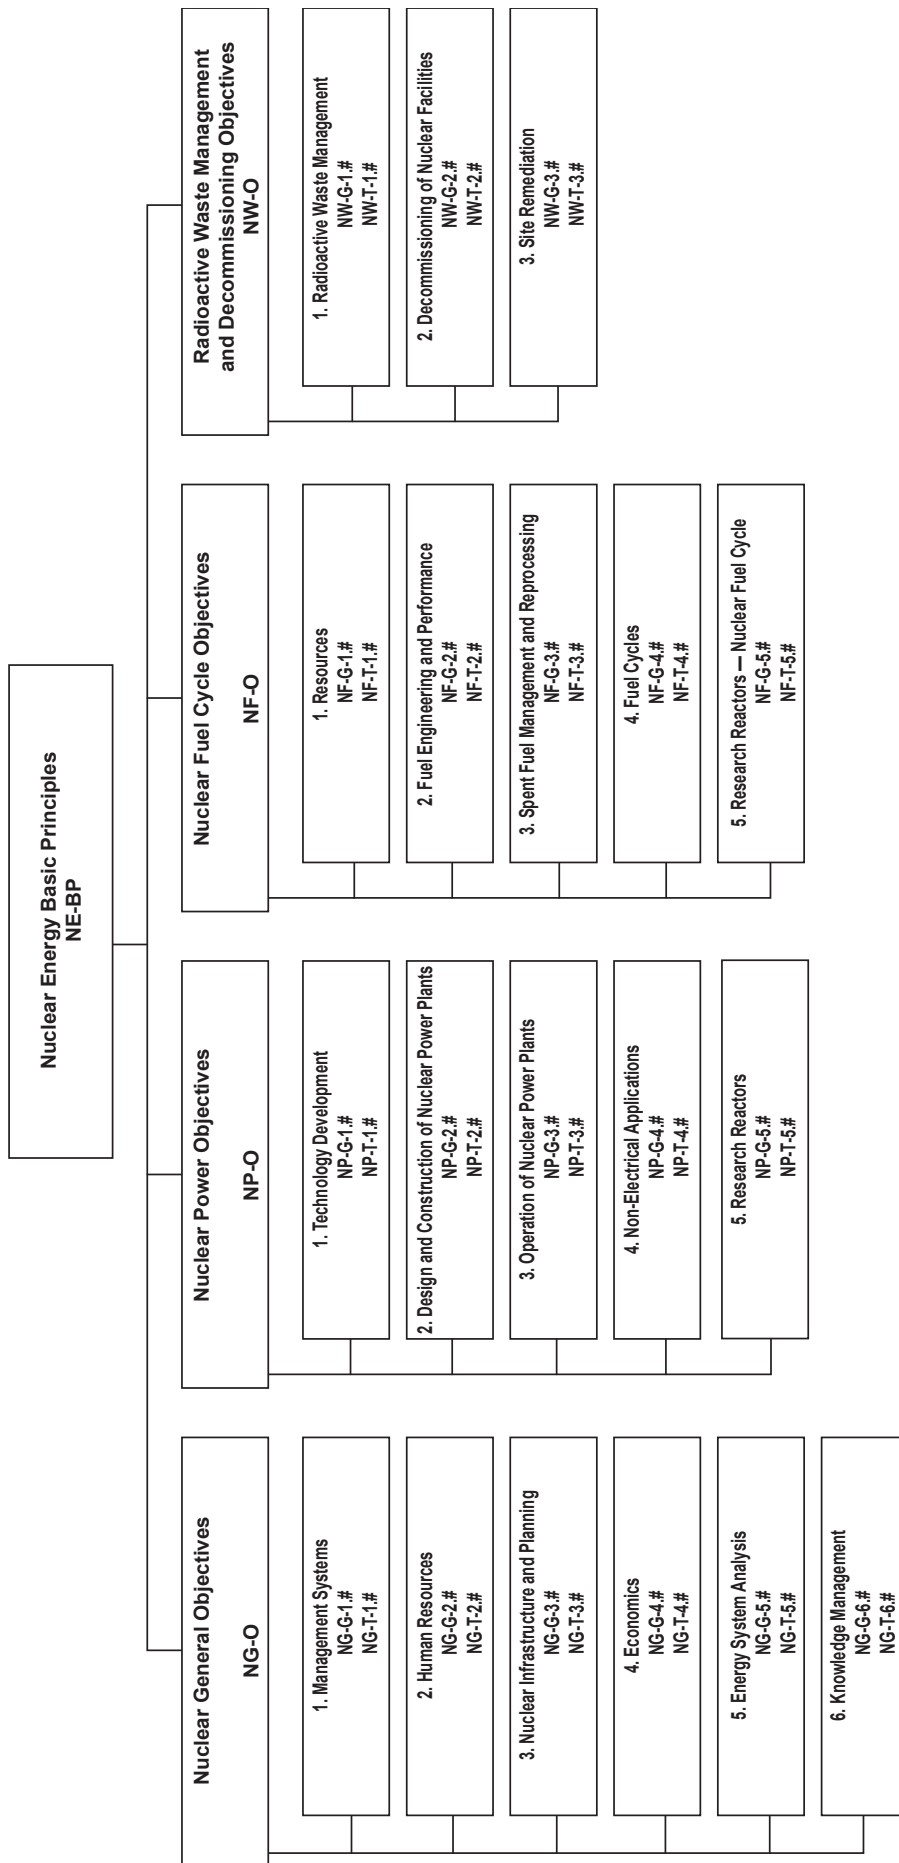 Nuclear Energy Basic Principles
NE-BP
Nuclear General Objectives
NG-O
1. Management Systems
NG-G-1.#
NG-T-1.#
2. Human Resources
NG-G-2.#
NG-T-2.#
3. Nuclear Infrastructure and Planning
NG-G-3.#
NG-T-3.#
4. Economics
NG-G-4.#
NG-T-4.#
5. Energy System Analysis
NG-G-5.#
NG-T-5.#
6. Knowledge Management
NG-G-6.#
NG-T-6.#
Nuclear Power Objectives
NP-O
1. Technology Development
NP-G-1.#
NP-T-1.#
2. Design and Construction of Nuclear Power Plants
NP-G-2.#
NP-T-2.#
3. Operation of Nuclear Power Plants
NP-G-3.#
NP-T-3.#
4. Non-Electrical Applications
NP-G-4.#
NP-T-4.#
5. Research Reactors
NP-G-5.#
NP-T-5.#
Nuclear Fuel Cycle Objectives
NF-O
1. Resources
NF-G-1.#
NF-T-1.#
2. Fuel Engineering and Performance
NF-G-2.#
NF-T-2.#
3. Spent Fuel Management and Reprocessing
NF-G-3.#
NF-T-3.#
4. Fuel Cycles
NF-G-4.#
NF-T-4.#
5. Research Reactors — Nuclear Fuel Cycle
NF-G-5.#
NF-T-5.#
Radioactive Waste Management
and Decommissioning Objectives
NW-O
1. Radioactive Waste Management
NW-G-1.#
NW-T-1.#
2. Decommissioning of Nuclear Facilities
NW-G-2.#
NW-T-2.#
3. Site Remediation
NW-G-3.#
NW-T-3.#